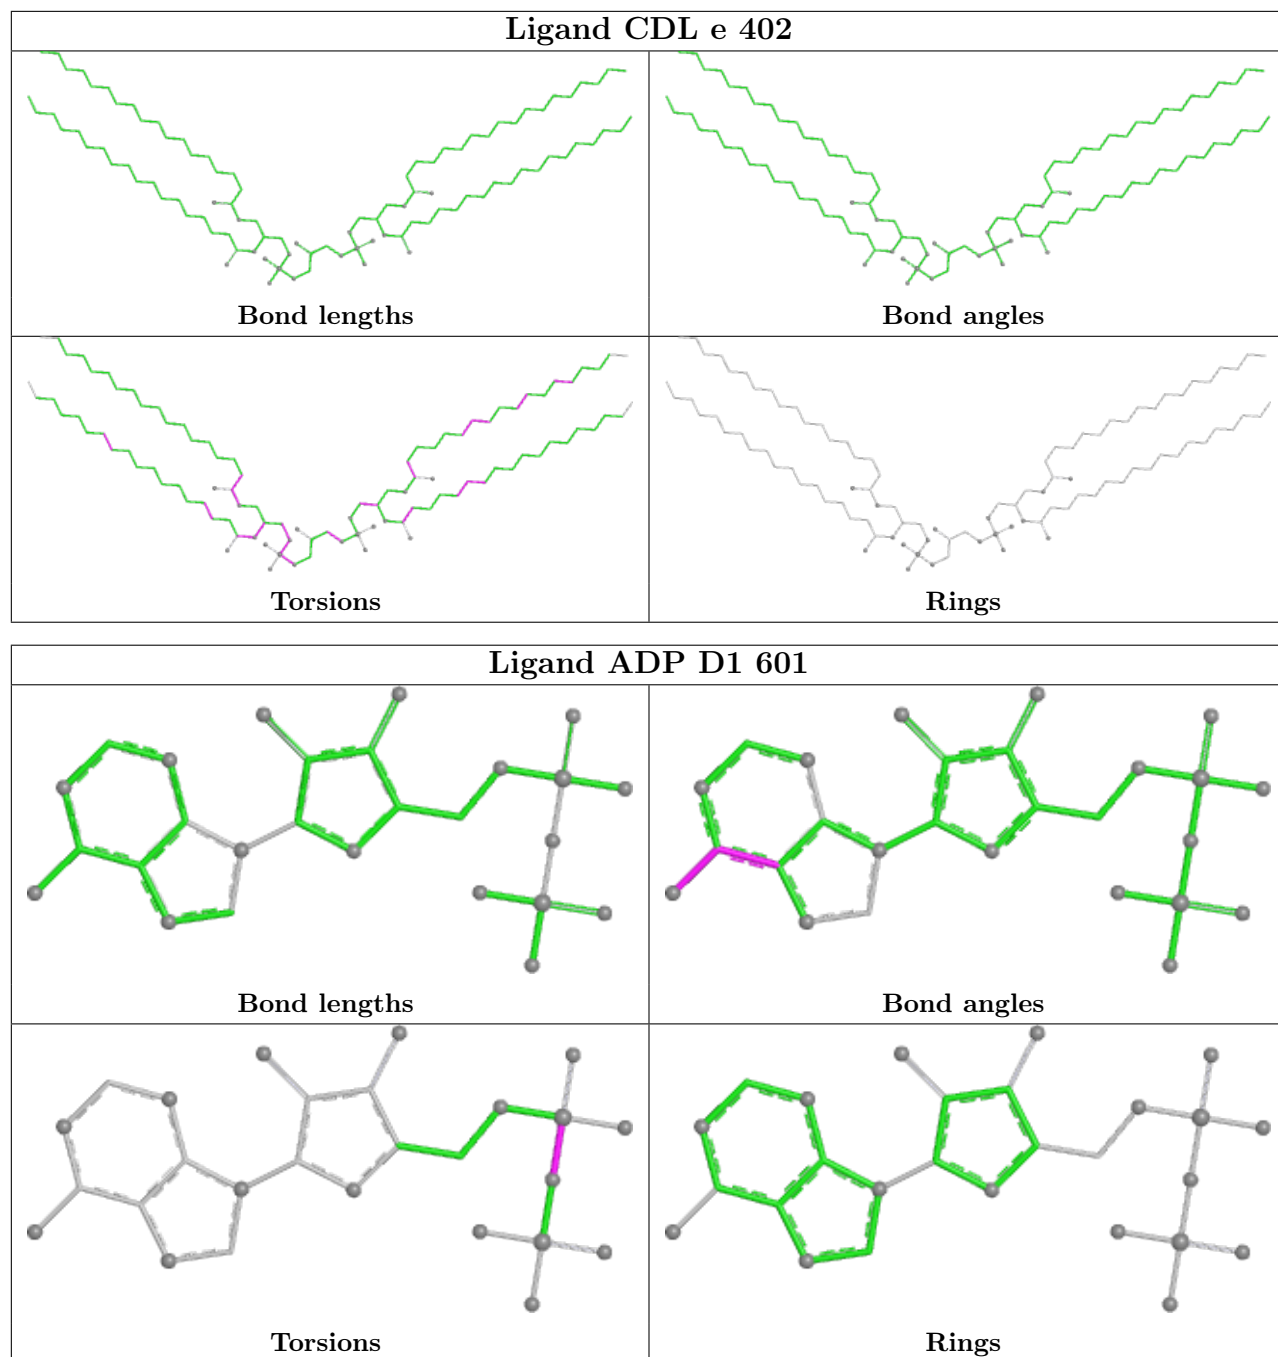 Ligand CDL e 402
Bond lengths
Bond angles
Torsions
Rings
Ligand ADP D1 601
Bond lengths
Bond angles
Torsions
Rings